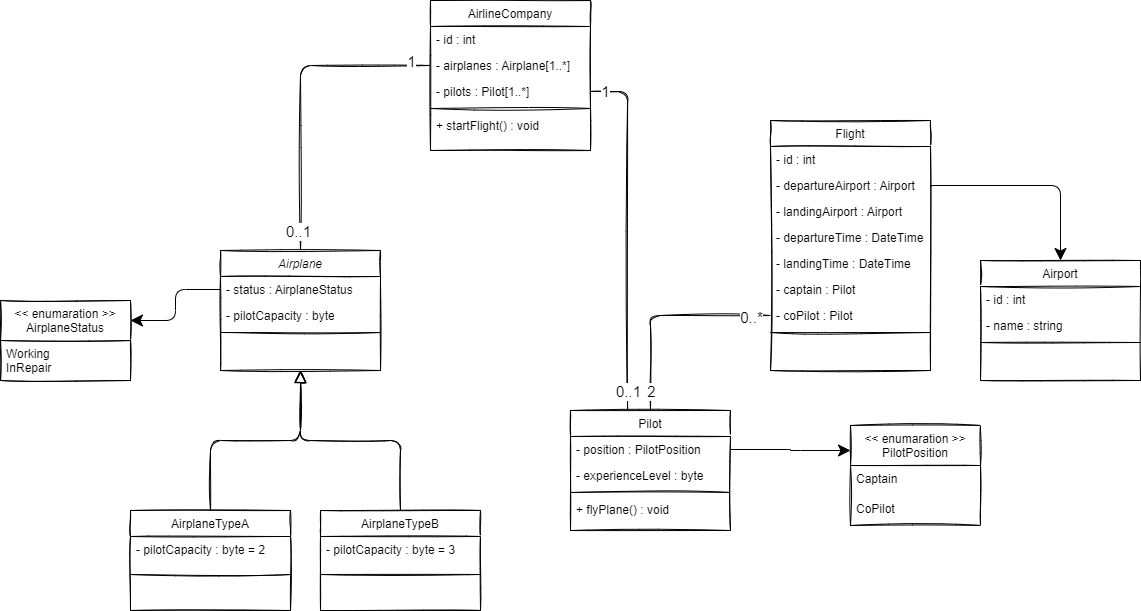 AirlineCompany
- id : int
- airplanes : Airplane[1..*]
- pilots : Pilot[1..*]
+ startFlight() : void
1
1
0..1
Airplane
- status : AirplaneStatus
- pilotCapacity : byte
<< enumaration >>
AirplaneStatus
Working
InRepair
AirplaneTypeA
- pilotCapacity : byte = 2
AirplaneTypeB
- pilotCapacity : byte = 3
Flight
- id : int
- departureAirport : Airport
- landingAirport : Airport
- departureTime : DateTime
- landingTime : DateTime
- captain : Pilot
- coPilot : Pilot
0..*
Airport
- id : int
- name : string
0..1
2
Pilot
- position : PilotPosition
- experienceLevel : byte
+ flyPlane() : void
<< enumaration >>
PilotPosition
Captain
CoPilot